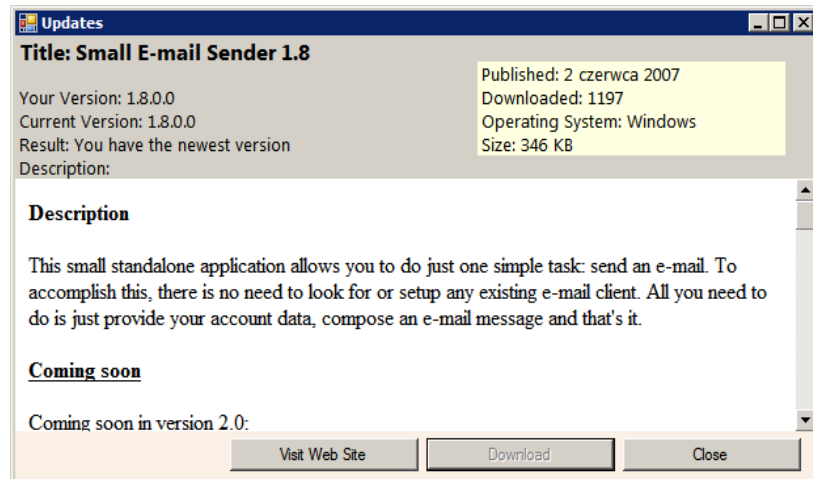 Updates
Title: Small E-mail Sender 1.8
Published: 2 czerwca 2007
Your Version: 1.8.0.0
Downloaded: 1197
Current Version: 1.8.0.0
Operating System: Windows
Result: You have the newest version
Size: 346 KB
Description:
Description
This small standalone application allows you to do just one simple task: send an e-mail. To
accomplish this, there is no need to look for or setup any existing e-mail client. All you need to
do is just provide your account data, compose an e-mail message and that's it.
Coming soon
Coming soon in version 2.0:
Visit Web Site
Download
Close